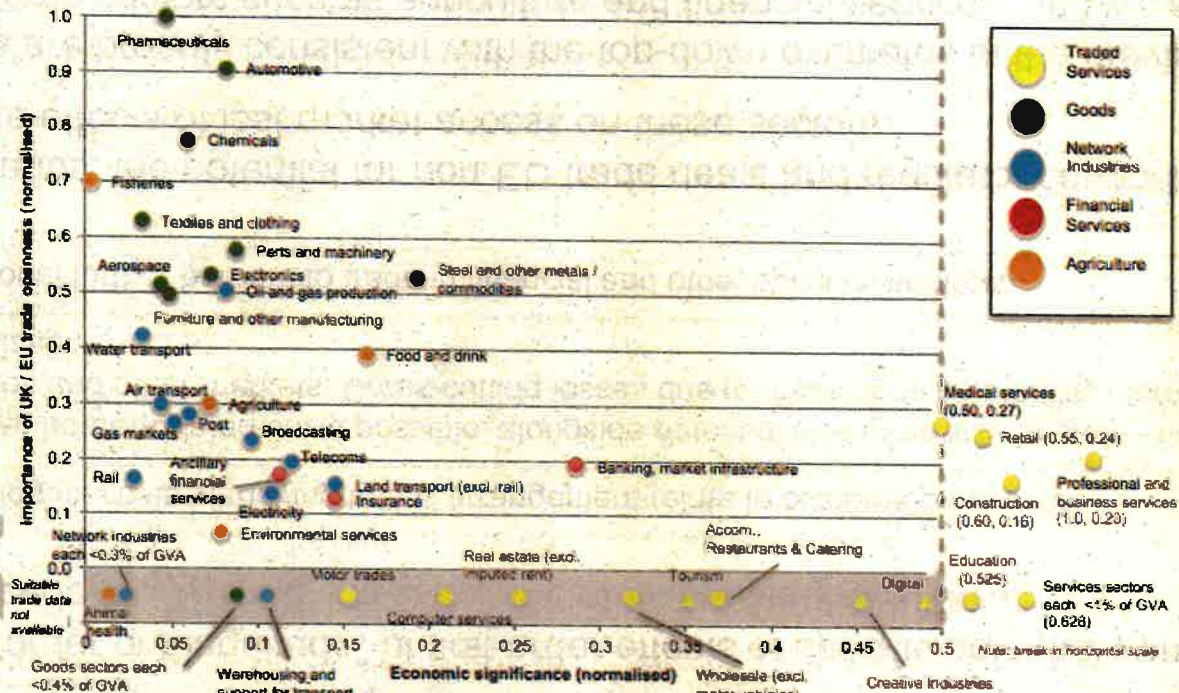 1.0
0.9
0.8
0.7
0.6
0.5
0.4
0.3
0.2
0.1
0.0
Importance of UK / EU trade openness (normalised)
Pharmaceuticals
Automotive
Chemicals
Fisheries
Textiles and clothing
Parts and machinery
Aerospace
Electronics
Steel and other metals /
commodities
Oil and gas production
Furniture and other manufacturing
Water transport
Food and drink
Air transport
Agriculture
Post
Gas markets
Broadcasting
Telecoms
Rail
Ancillary
financial
services
Banking, market infrastructure
Land transport (excl. rail)
Insurance
Electricity
Environmental services
Network industries
each <0.3% of GVA
Real estate (exc.
imputed rent)
Accom.,
Restaurants & Catering
Suitable
trade data
not
available
Motor trades
Tourism
Digital
Animal
health
Computer services
Goods sectors each
<0.4% of GVA
Warehousing and
support for transport
Wholesale (excl.
motor vehicles)
Creative Industries
0
0.05
0.1
0.15
0.2
0.25
0.3
0.35
0.4
0.45
0.5
Economic significance (normalised)
Note: break in horizontal scale
Medical services
(0.50, 0.27)
Retail (0.55, 0.24)
Construction
(0.60, 0.16)
Professional and
business services
(1.0, 0.20)
Education
(0.525)
Services sectors
each <1% of GVA
(0.628)
Traded
Services
Goods
Network
Industries
Financial
Services
Agriculture